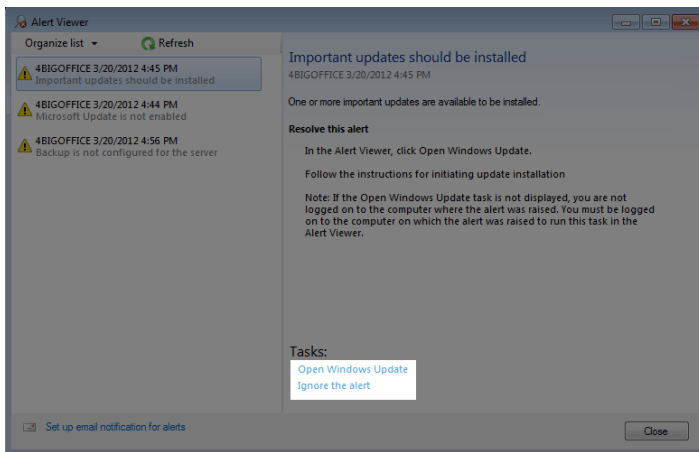 Alert Viewer
Organize list
Refresh
4BIGOFFICE 3/20/2012 4:45 PM
Important updates should be installed
4BIGOFFICE 3/20/2012 4:44 PM
Microsoft Update is not enabled
4BIGOFFICE 3/20/2012 4:56 PM
Backup is not configured for the server
Important updates should be installed
4BIGOFFICE 3/20/2012 4:45 PM
One or more important updates are available to be installed.
Resolve this alert
In the Alert Viewer, click Open Windows Update.
Follow the instructions for initiating update installation
Note: If the Open Windows Update task is not displayed, you are not
logged on to the computer where the alert was raised. You must be logged
on to the computer on which the alert was raised to run this task in the
Alert Viewer.
Tasks:
Open Windows Update
Ignore the alert
Set up email notification for alerts
Close